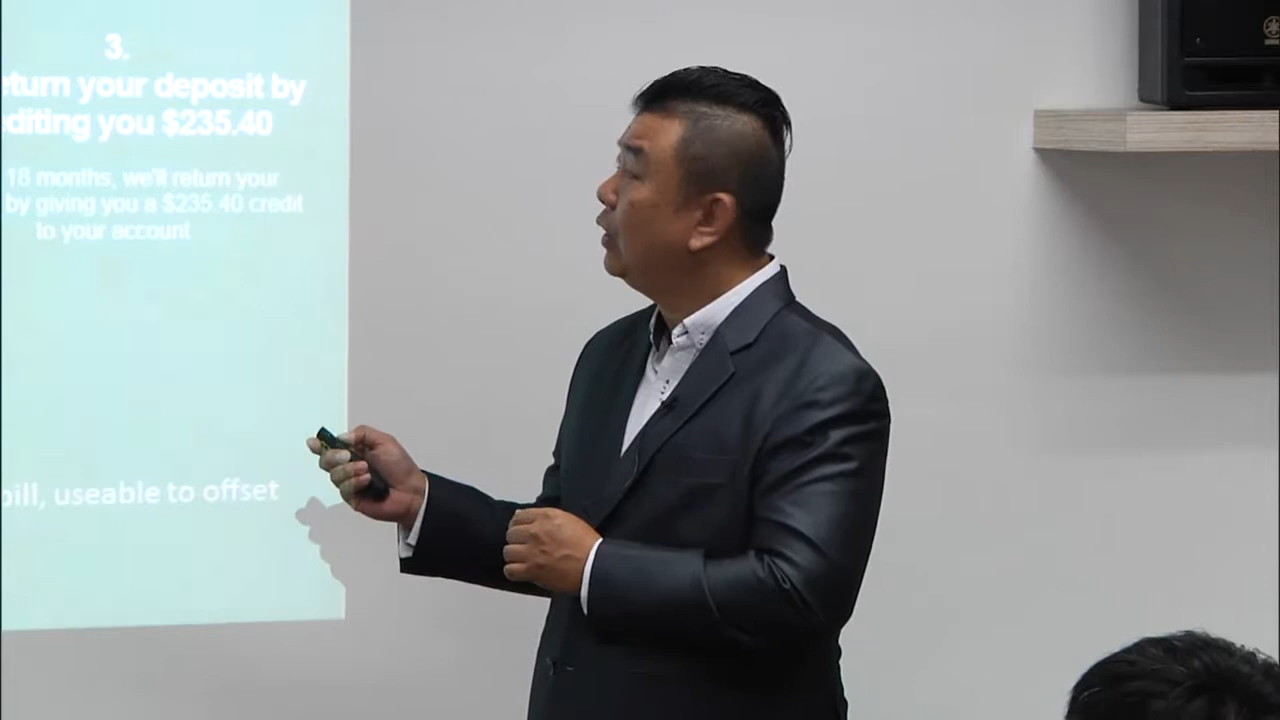 3.
eturn your deposit by
editing you $235.40
18 months, we'll return your
by giving you a $235.40 credit
to your account
bill, useable to offset